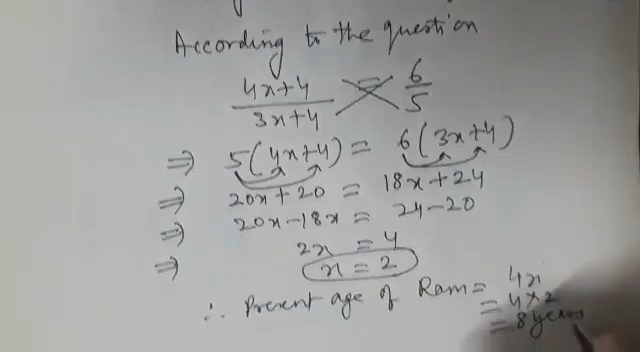 According to the question
4x+4 / 3x+4 = 6/5
⇒ 5(4x+4) = 6(3x+4)
⇒ 20x+20 = 18x+24
⇒ 20x-18x = 24-20
2x = 4
⇒ x = 2
∴ Present age of Ram = 4x
= 4×2
= 8 years